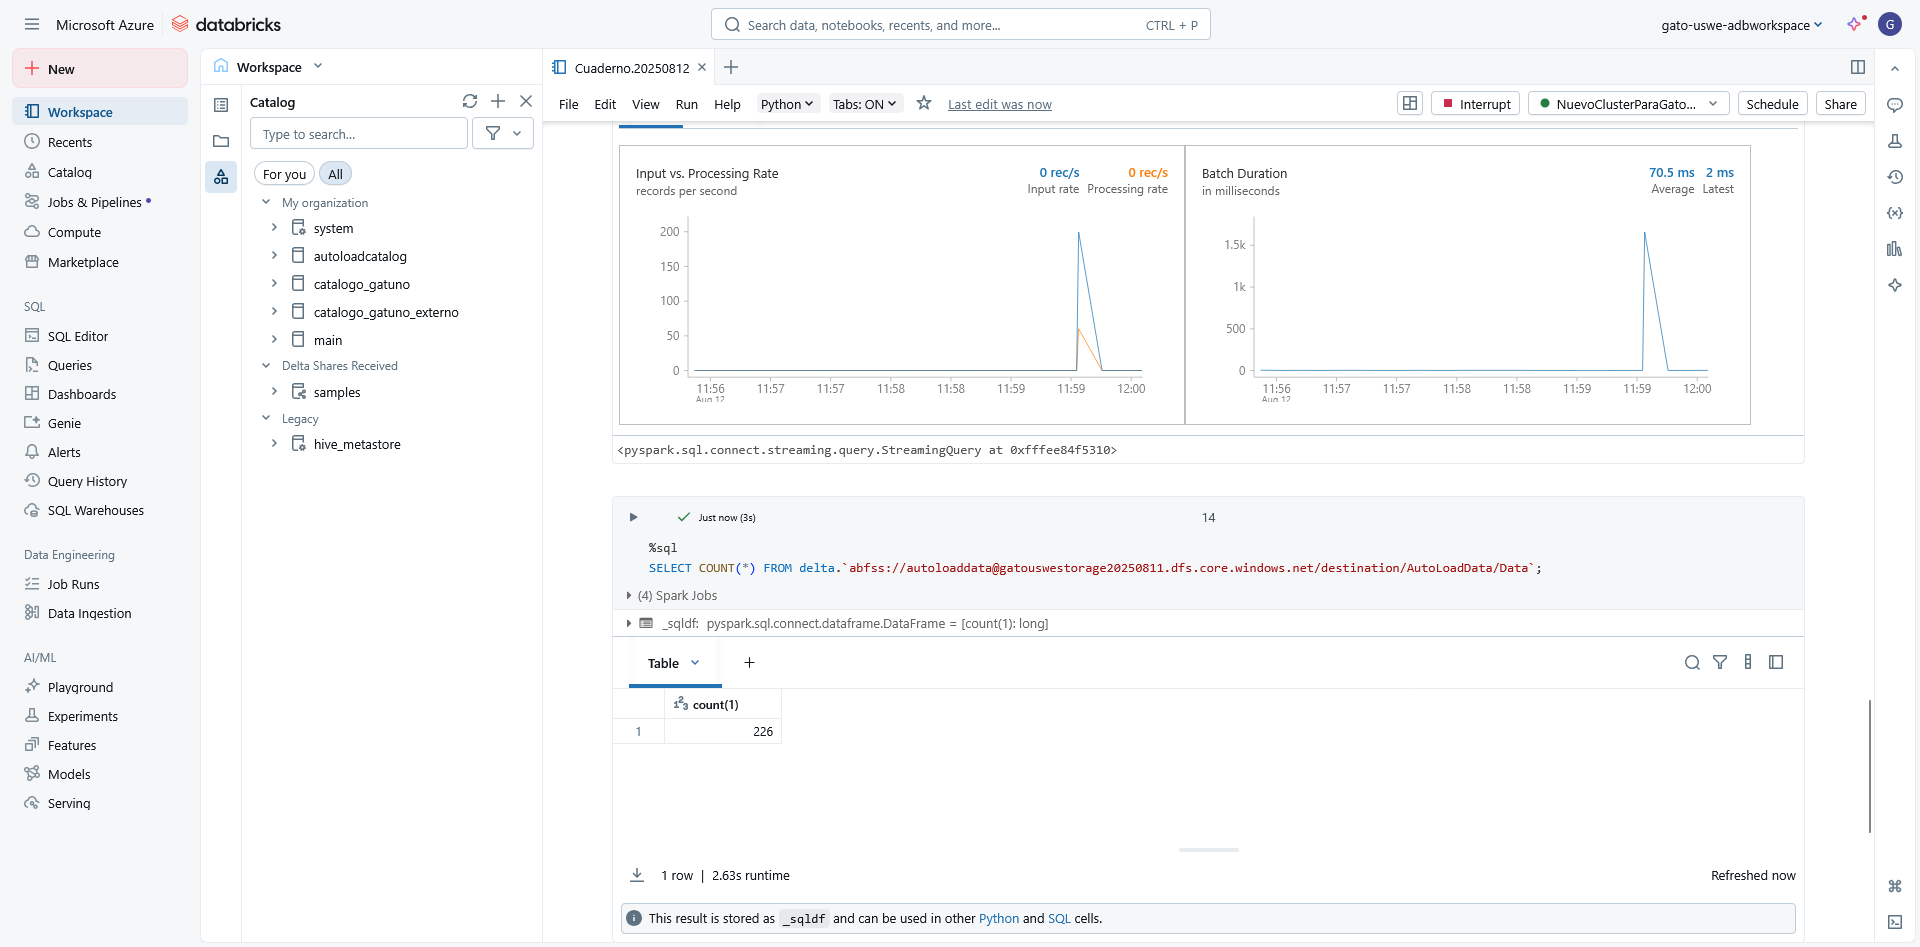 Microsoft Azure
databricks
Search data, notebooks, recents, and more...
CTRL + P
gato-uswe-adbworkspace
G
New
Workspace
Recents
Catalog
Jobs & Pipelines
Compute
Marketplace
SQL
SQL Editor
Queries
Dashboards
Genie
Alerts
Query History
SQL Warehouses
Data Engineering
Job Runs
Data Ingestion
AI/ML
Playground
Experiments
Features
Models
Serving
Workspace
Catalog
Type to search...
For you
All
My organization
system
autoloadcatalog
catalogo_gatuno
catalogo_gatuno_externo
main
Delta Shares Received
samples
Legacy
hive_metastore
Cuaderno.20250812
File Edit View Run Help Python Tabs: ON Last edit was now
Interrupt
NuevoClusterParaGato...
Schedule
Share
Input vs. Processing Rate
records per second
0 rec/s 0 rec/s
Input rate Processing rate
200
150
100
50
0
11:56 11:57 11:57 11:58 11:58 11:59 11:59 12:00
Aug 12
Batch Duration
in milliseconds
70.5 ms 2 ms
Average Latest
1.5k
1k
500
0
11:56 11:57 11:57 11:58 11:58 11:59 11:59 12:00
Aug 12
<pyspark.sql.connect.streaming.query.StreamingQuery at 0xfffee84f5310>
Just now (3s)
14
%sql
SELECT COUNT(*) FROM delta.`abfss://autoloaddata@gatouswestorage20250811.dfs.core.windows.net/destination/AutoLoadData/Data`;
(4) Spark Jobs
_sqldf: pyspark.sql.connect.dataframe.DataFrame = [count(1): long]
Table
123 count(1)
1 226
1 row | 2.63s runtime
Refreshed now
This result is stored as _sqldf and can be used in other Python and SQL cells.